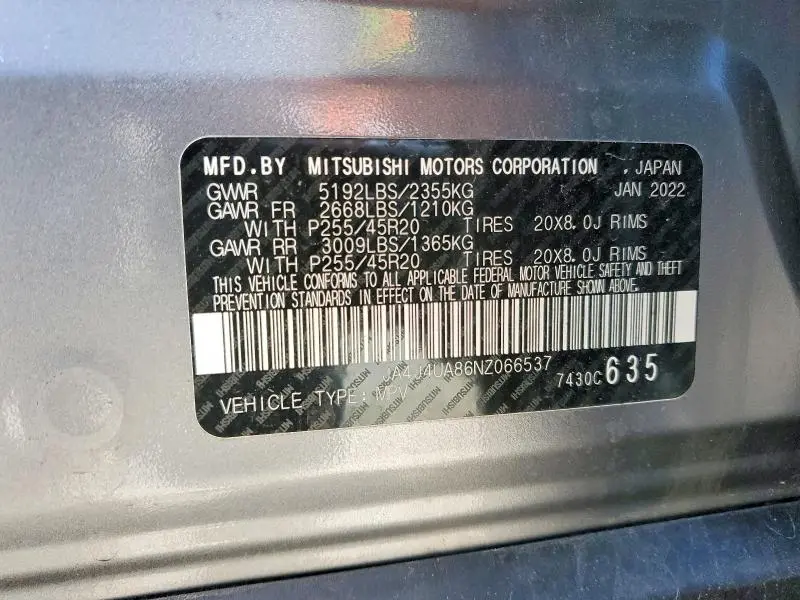 MFD.BY MITSUBISHI MOTORS CORPORATION , JAPAN
GVWR 5192LBS/2355KG JAN 2022
GAWR FR 2668LBS/1210KG
WITH P255/45R20 TIRES 20X8.0J RIMS
GAWR RR 3009LBS/1365KG
WITH P255/45R20 TIRES 20X8.0J RIMS
THIS VEHICLE CONFORMS TO ALL APPLICABLE FEDERAL MOTOR VEHICLE SAFETY AND THEFT
PREVENTION STANDARDS IN EFFECT ON THE DATE OF MANUFACTURE SHOWN ABOVE.
JA4J4UA86NZ066537
7430C635
VEHICLE TYPE: MPV